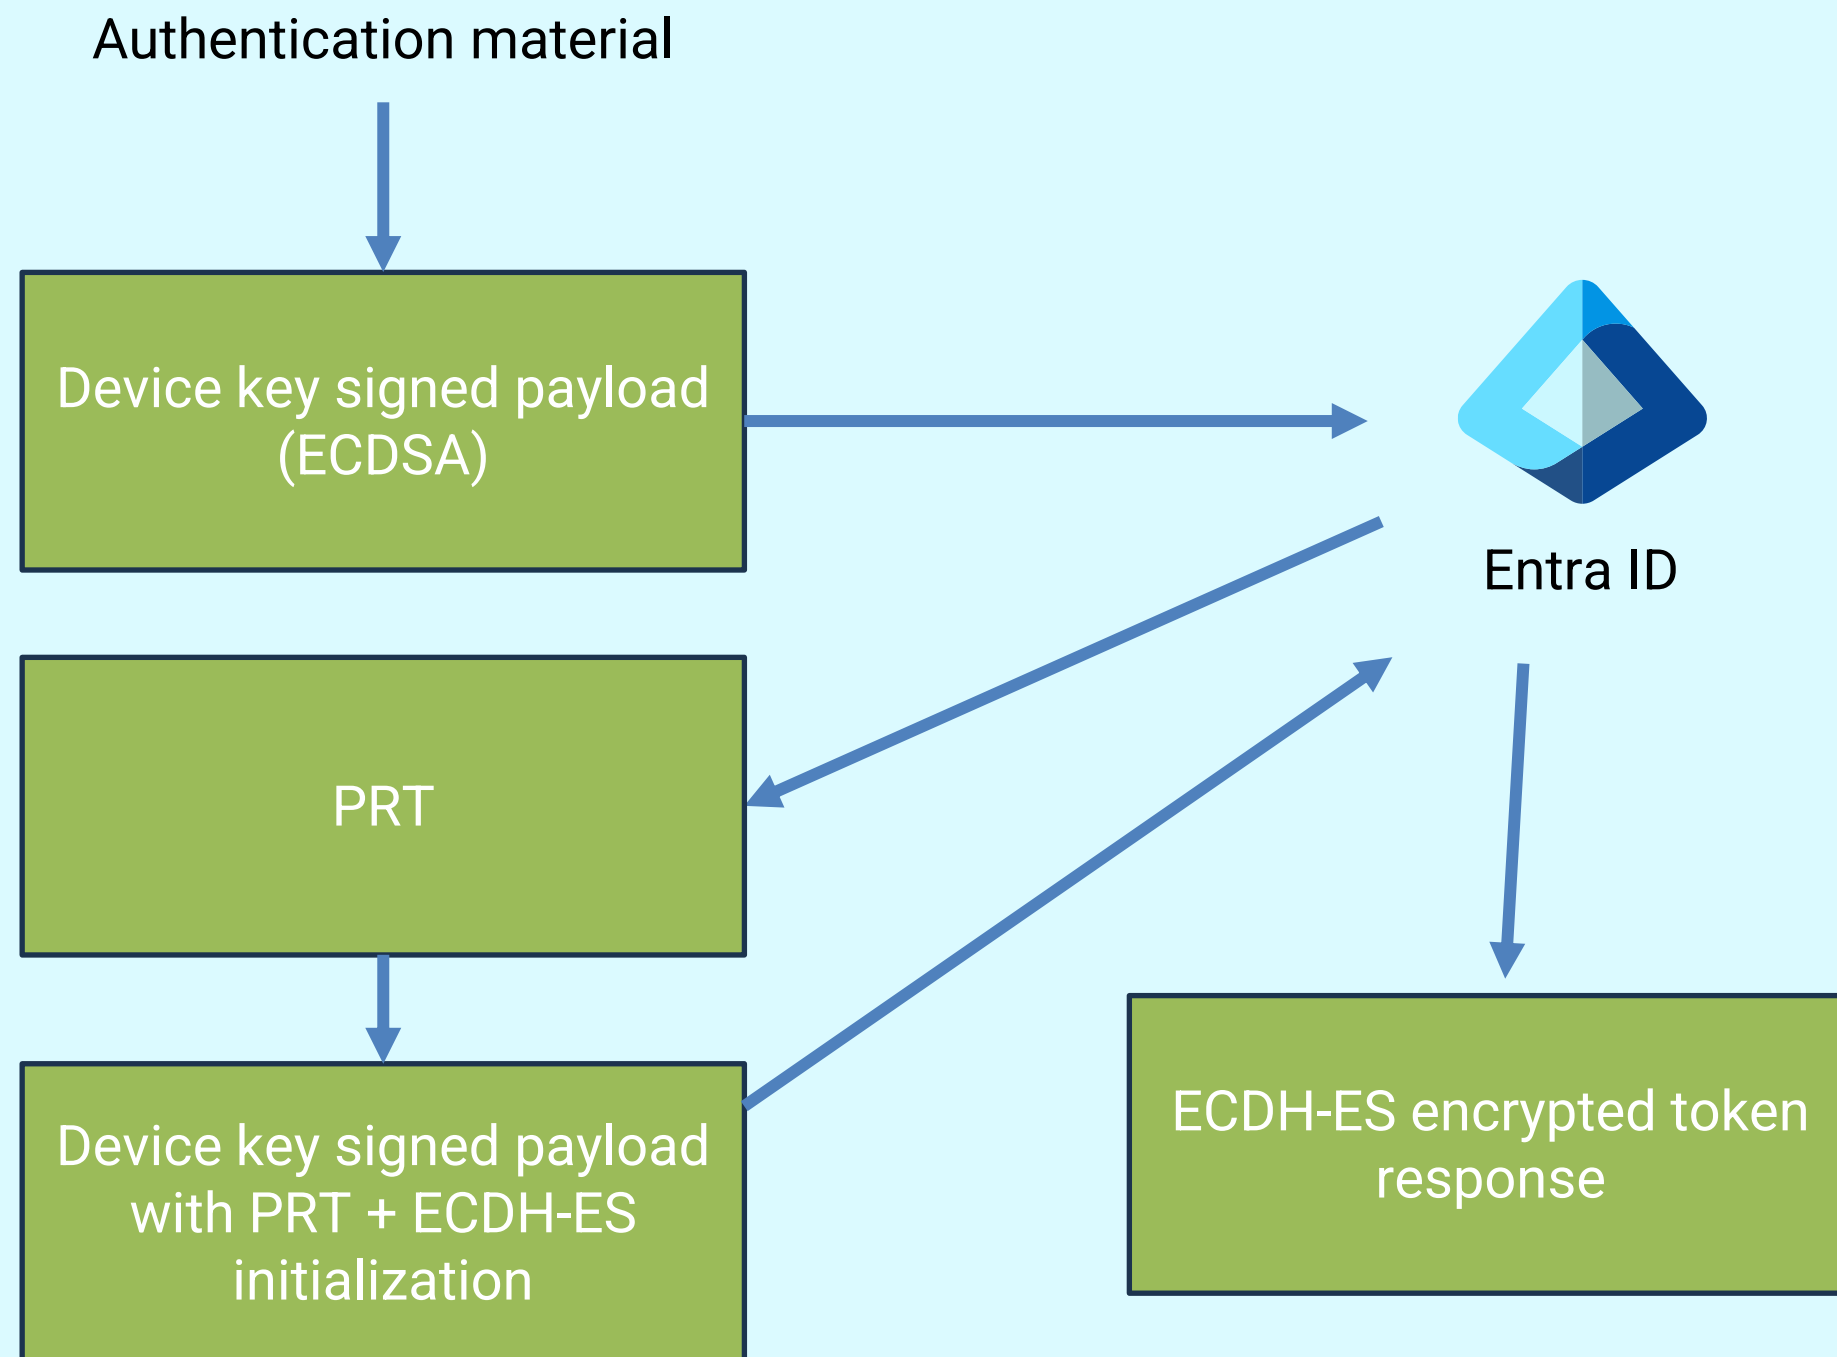 Authentication material
Device key signed payload
(ECDSA)
Entra ID
PRT
Device key signed payload
with PRT + ECDH-ES
initialization
ECDH-ES encrypted token
response